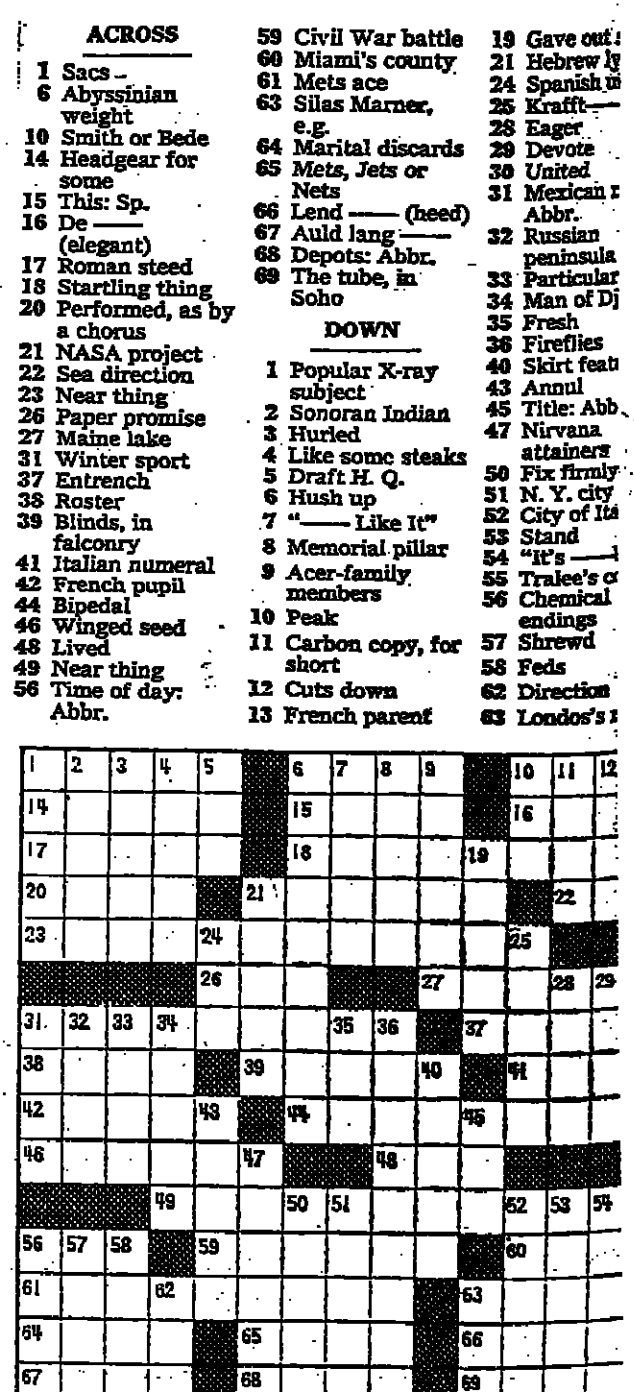 ACROSS
1 Sacs
6 Abyssinian
weight
10 Smith or Bede
14 Headgear for
some
15 This: Sp.
16 De ——
(elegant)
17 Roman steed
18 Startling thing
20 Performed, as by
a chorus
21 NASA project
22 Sea direction
23 Near thing
26 Paper promise
27 Maine lake
31 Winter sport
37 Entrench
38 Roster
39 Blinds, in
falconry
41 Italian numeral
42 French pupil
44 Bipedal
46 Winged seed
48 Lived
49 Near thing
56 Time of day:
Abbr.
59 Civil War battle
60 Miami's county
61 Mets ace
63 Silas Marner,
e.g.
64 Marital discards
65 Mets, Jets or
Nets
66 Lend —— (heed)
67 Auld lang ——
68 Depots: Abbr.
69 The tube, in
Soho
DOWN
1 Popular X-ray
subject
2 Sonoran Indian
3 Hurled
4 Like some steaks
5 Draft H. Q.
6 Hush up
7 "—— Like It"
8 Memorial pillar
9 Acer-family
members
10 Peak
11 Carbon copy, for
short
12 Cuts down
13 French parent
19 Gave out
21 Hebrew
24 Spanish
25 Krafft——
28 Eager
29 Devote
30 United
31 Mexican
Abbr.
32 Russian
peninsula
33 Particular
34 Man of Dj
35 Fresh
36 Fireflies
40 Skirt feat
43 Annul
45 Title: Abb
47 Nirvana
attainers
50 Fix firmly
51 N. Y. city
52 City of Ita
53 Stand
54 "It's ——
55 Tralee's
56 Chemical
endings
57 Shrewd
58 Feds
62 Direction
63 Londos's
1 2 3 4 5 6 7 8 9 10 11 12
14 15 16
17 18 19
20 21 22
23 24 25
26 27 28 29
31 32 33 34 35 36 37
38 39 40 41
42 43 44 45
46 47 48
49 50 51 52 53 54
56 57 58 59 60
61 62 63
64 65 66
67 68 69